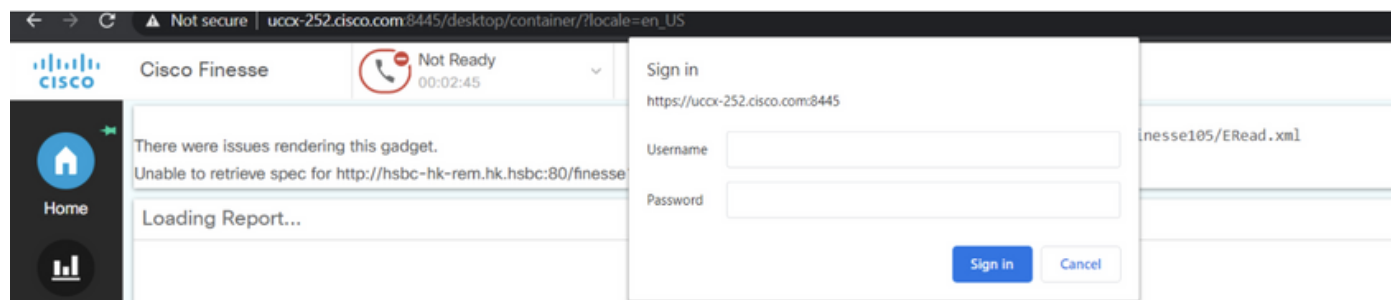 Not secure | uccx-252.cisco.com:8445/desktop/container/?locale=en_US
CISCO
Cisco Finesse
Not Ready
00:02:45
Sign in
https://uccx-252.cisco.com:8445
Username
Password
Sign in Cancel
There were issues rendering this gadget.
Unable to retrieve spec for http://hsbc-hk-rem.hk.hsbc:80/finesse
inesse105/ERead.xml
Home
Loading Report...